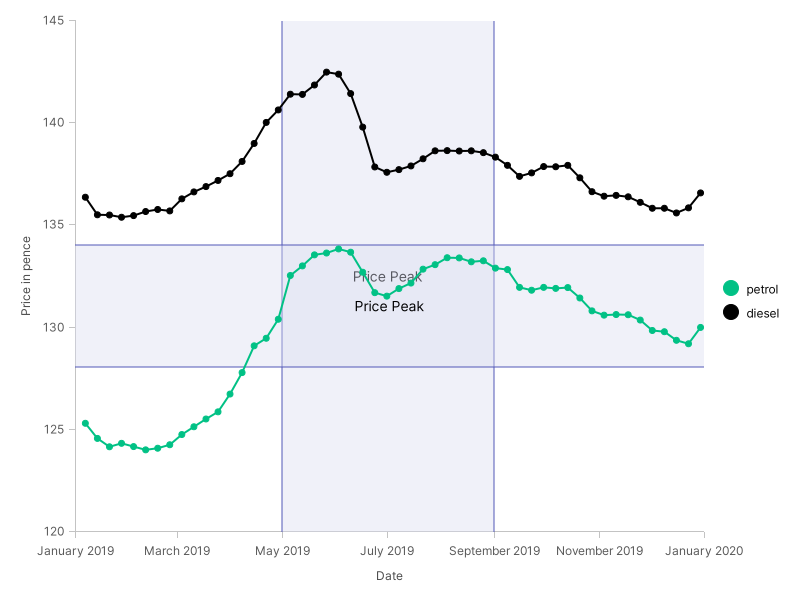 145
140
135
130
125
120
Price in pence
Price Peak
Price Peak
petrol
diesel
January 2019
March 2019
May 2019
July 2019
September 2019
November 2019
January 2020
Date